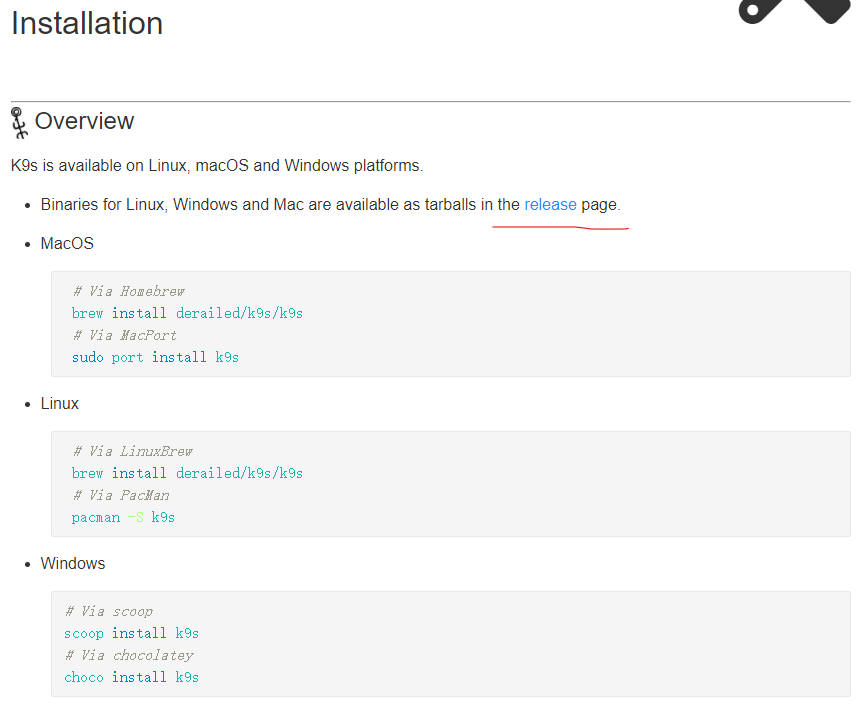 Installation
Overview
K9s is available on Linux, macOS and Windows platforms.
Binaries for Linux, Windows and Mac are available as tarballs in the release page.
MacOS
# Via Homebrew
brew install derailed/k9s/k9s
# Via MacPort
sudo port install k9s
Linux
# Via LinuxBrew
brew install derailed/k9s/k9s
# Via PacMan
pacman -S k9s
Windows
# Via scoop
scoop install k9s
# Via chocolatey
choco install k9s